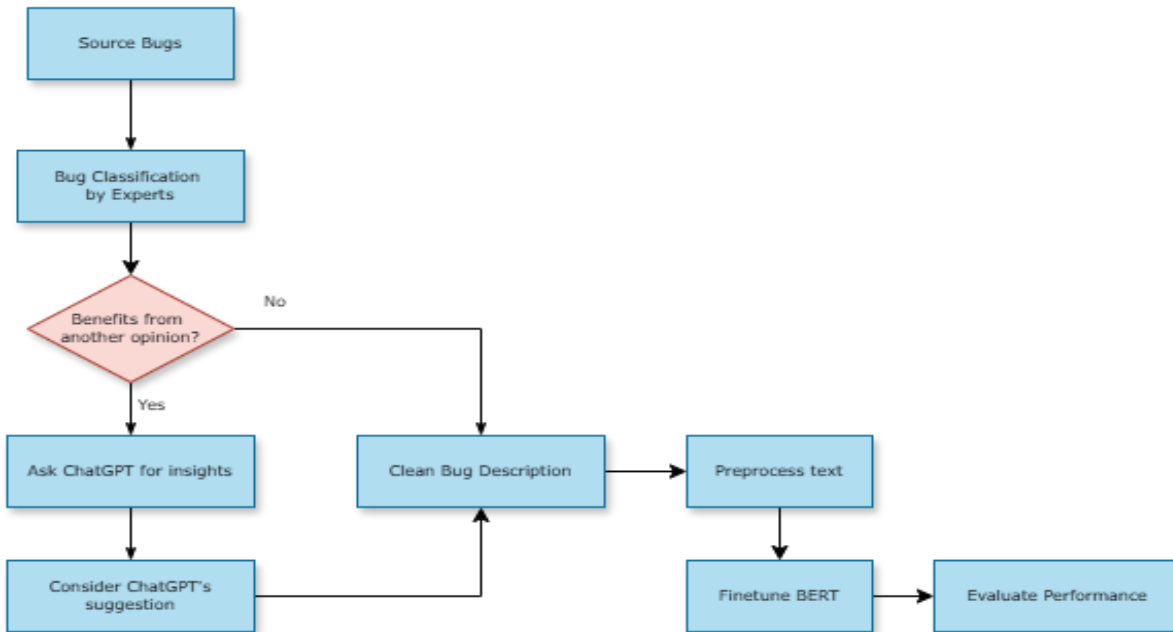 Source Bugs
Bug Classification
by Experts
Benefits from
another opinion?
No
Yes
Ask ChatGPT for insights
Clean Bug Description
Preprocess text
Consider ChatGPT's
suggestion
Finetune BERT
Evaluate Performance